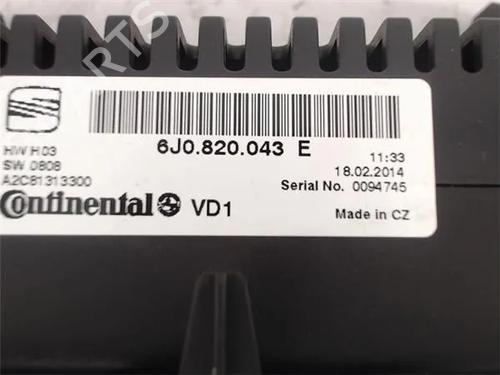 6J0.820.043 E
HW H03
SW 0808
A2C81313300
Continental VD1
11:33
18.02.2014
Serial No. 0094745
Made in CZ